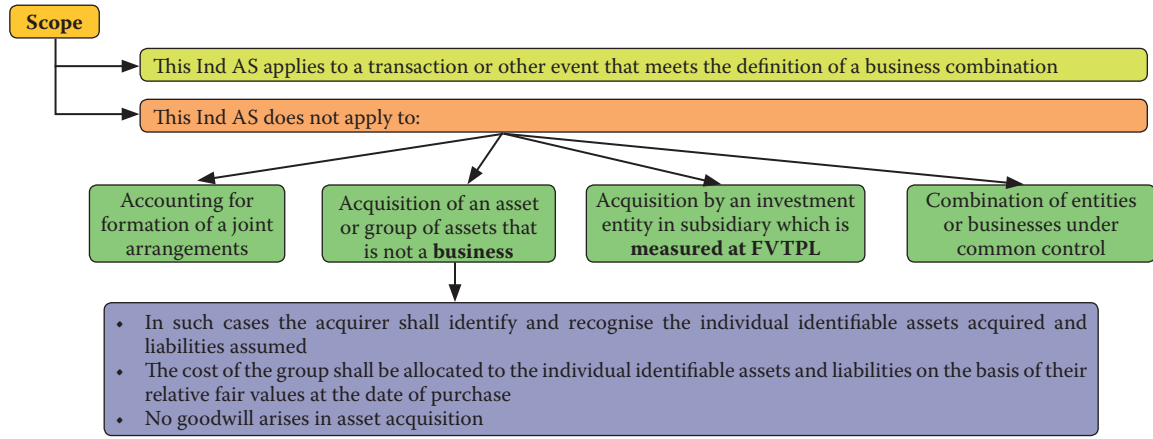 Scope
This Ind AS applies to a transaction or other event that meets the definition of a business combination
This Ind AS does not apply to:
Accounting for
formation of a joint
arrangements
Acquisition of an asset
or group of assets that
is not a business
Acquisition by an investment
entity in subsidiary which is
measured at FVTPL
Combination of entities
or businesses under
common control
• In such cases the acquirer shall identify and recognise the individual identifiable assets acquired and
liabilities assumed
• The cost of the group shall be allocated to the individual identifiable assets and liabilities on the basis of their
relative fair values at the date of purchase
• No goodwill arises in asset acquisition